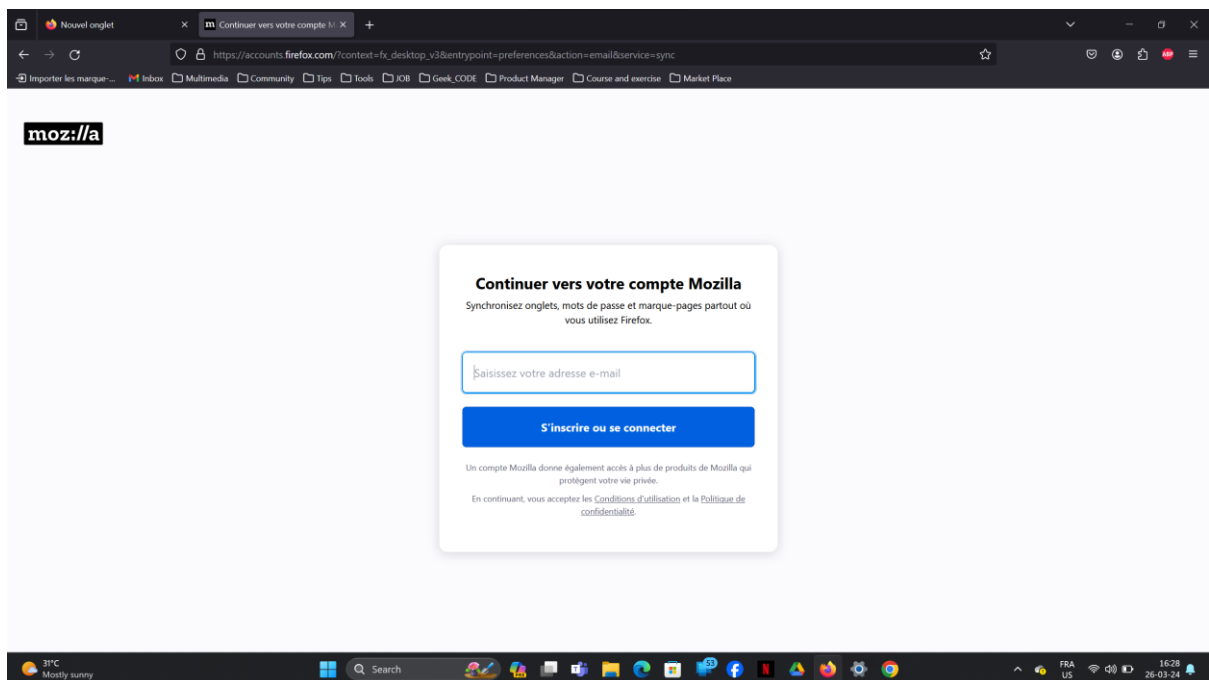 Nouvel onglet
Continuer vers votre compte M
https://accounts.firefox.com/?context=fx_desktop_v3&entrypoint=preferences&action=email&service=sync
Importer les marque-... Inbox Multimedia Community Tips Tools JOB Geek_CODE Product Manager Course and exercise Market Place
moz://a
Continuer vers votre compte Mozilla
Synchronisez onglets, mots de passe et marque-pages partout où
vous utilisez Firefox.
Saisissez votre adresse e-mail
S'inscrire ou se connecter
Un compte Mozilla donne également accès à plus de produits de Mozilla qui
protègent votre vie privée.
En continuant, vous acceptez les Conditions d'utilisation et la Politique de
confidentialité.
31°C
Mostly sunny
Search
53
FRA
US
16:28
26-03-24